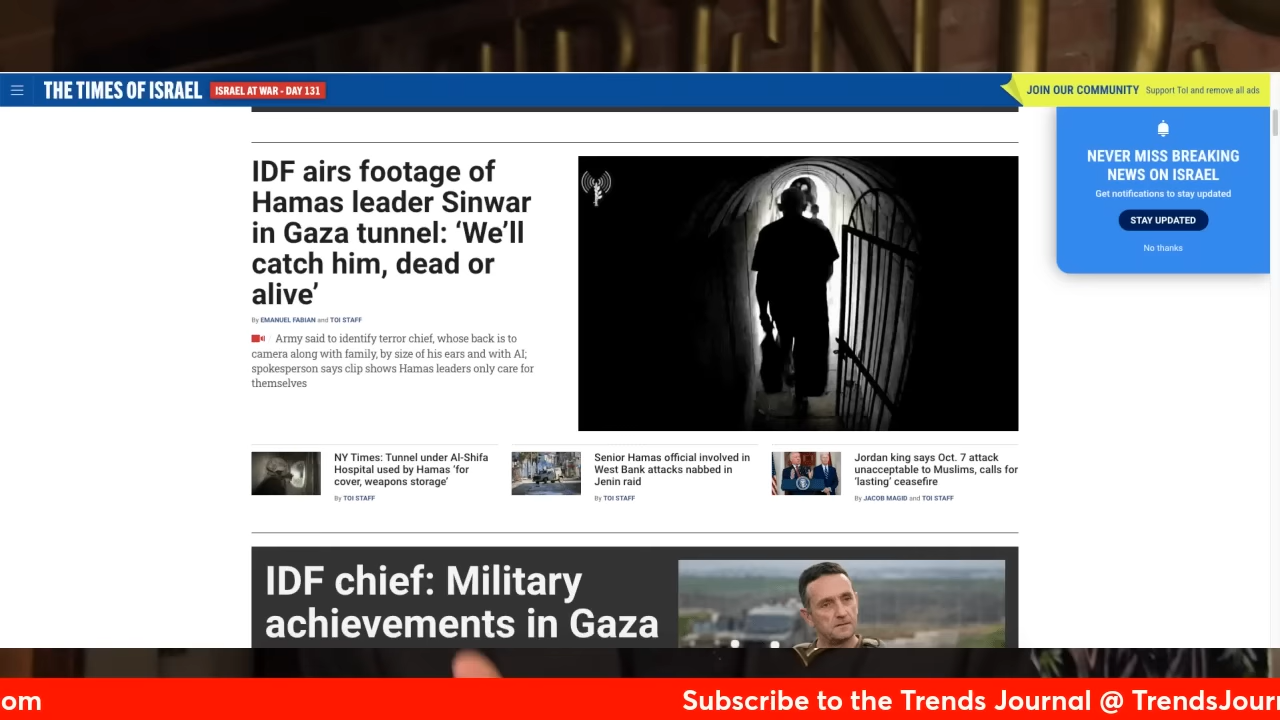 THE TIMES OF ISRAEL
ISRAEL AT WAR - DAY 131
JOIN OUR COMMUNITY Support ToI and remove all ads
NEVER MISS BREAKING
NEWS ON ISRAEL
Get notifications to stay updated
STAY UPDATED
No thanks
IDF airs footage of
Hamas leader Sinwar
in Gaza tunnel: ‘We’ll
catch him, dead or
alive’
By EMANUEL FABIAN and TOI STAFF
Army said to identify terror chief, whose back is to
camera along with family, by size of his ears and with AI;
spokesperson says clip shows Hamas leaders only care for
themselves
NY Times: Tunnel under Al-Shifa
Hospital used by Hamas ‘for
cover, weapons storage’
By TOI STAFF
Senior Hamas official involved in
West Bank attacks nabbed in
Jenin raid
By TOI STAFF
Jordan king says Oct. 7 attack
unacceptable to Muslims, calls for
‘lasting’ ceasefire
By JACOB MAGID and TOI STAFF
IDF chief: Military
achievements in Gaza
om
Subscribe to the Trends Journal @ TrendsJour